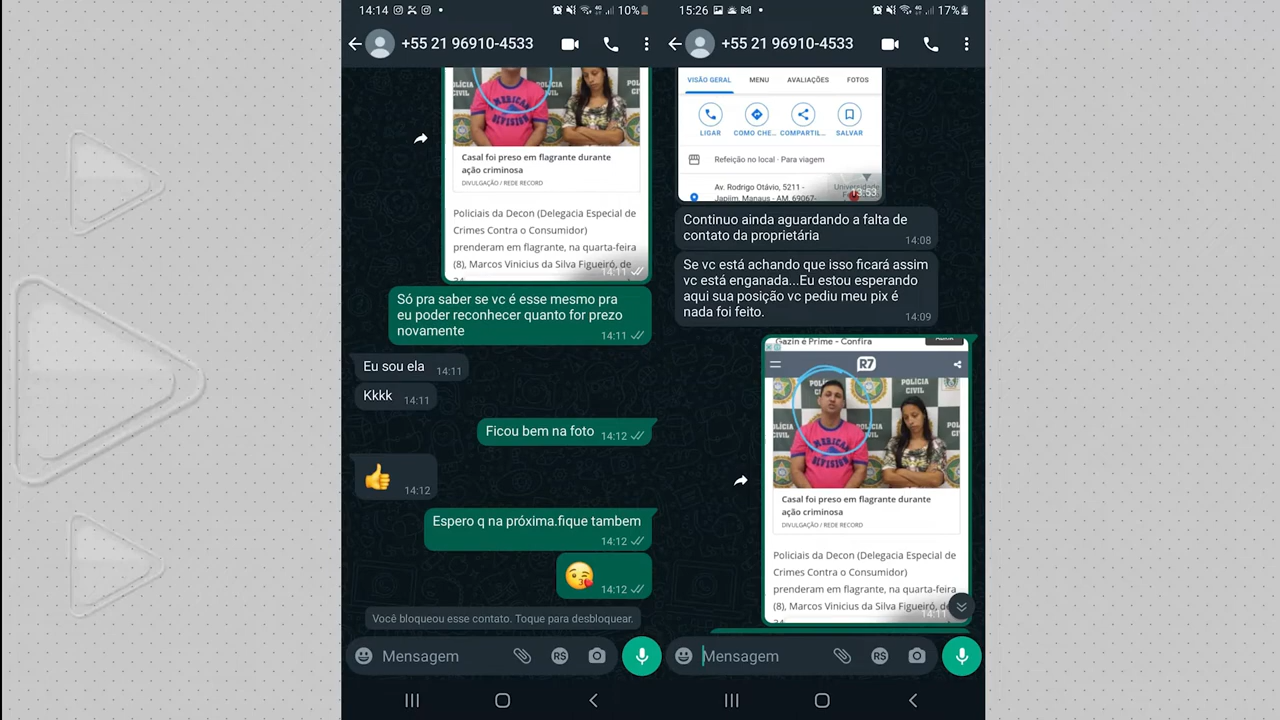 14:14
10%
+55 21 96910-4533
POLÍCIA
CIVIL
MERICAN
DIVISION
Casal foi preso em flagrante durante
ação criminosa
DIVULGAÇÃO / REDE RECORD
Policiais da Decon (Delegacia Especial de
Crimes Contra o Consumidor)
prenderam em flagrante, na quarta-feira
(8), Marcos Vinicius da Silva Figueiró, de
14:11
Só pra saber se vc é esse mesmo pra
eu poder reconhecer quanto for prezo
novamente
14:11
Eu sou ela
14:11
Kkkk
14:11
Ficou bem na foto
14:12
14:12
Espero q na próxima.fique tambem
14:12
14:12
Você bloqueou esse contato. Toque para desbloquear.
Mensagem
RS
15:26
17%
+55 21 96910-4533
VISÃO GERAL
MENU
AVALIAÇÕES
FOTOS
LIGAR
COMO CHE...
COMPARTIL...
SALVAR
Refeição no local · Para viagem
Av. Rodrigo Otávio, 5211 -
Japiim, Manaus - AM, 69067-
13:53
Continuo ainda aguardando a falta de
contato da proprietária
14:08
Se vc está achando que isso ficará assim
vc está enganada...Eu estou esperando
aqui sua posição vc pediu meu pix é
nada foi feito.
14:09
Gazin é Prime - Confira
R7
POLÍCIA
CIVIL
MERICAN
DIVISION
Casal foi preso em flagrante durante
ação criminosa
DIVULGAÇÃO / REDE RECORD
Policiais da Decon (Delegacia Especial de
Crimes Contra o Consumidor)
prenderam em flagrante, na quarta-feira
(8), Marcos Vinicius da Silva Figueiró, de
14:11
Mensagem
RS